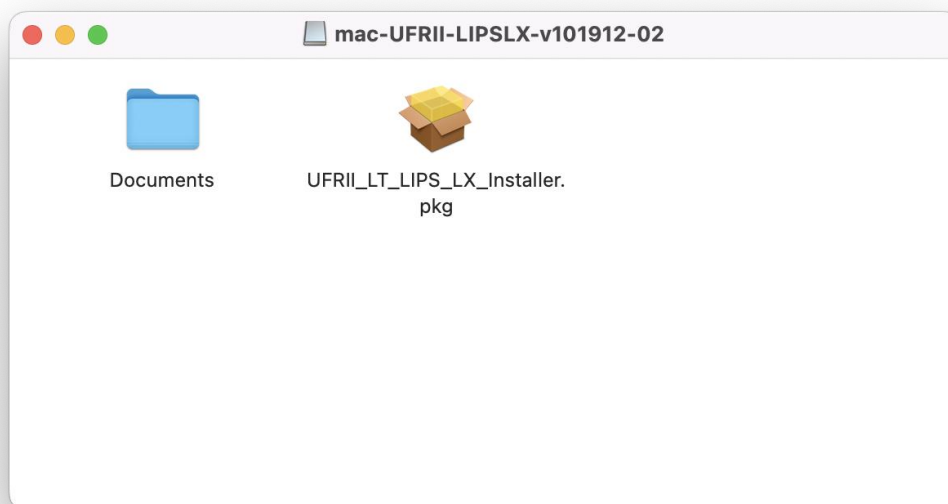 mac-UFRII-LIPSLX-v101912-02
Documents
UFRII_LT_LIPS_LX_Installer.
pkg